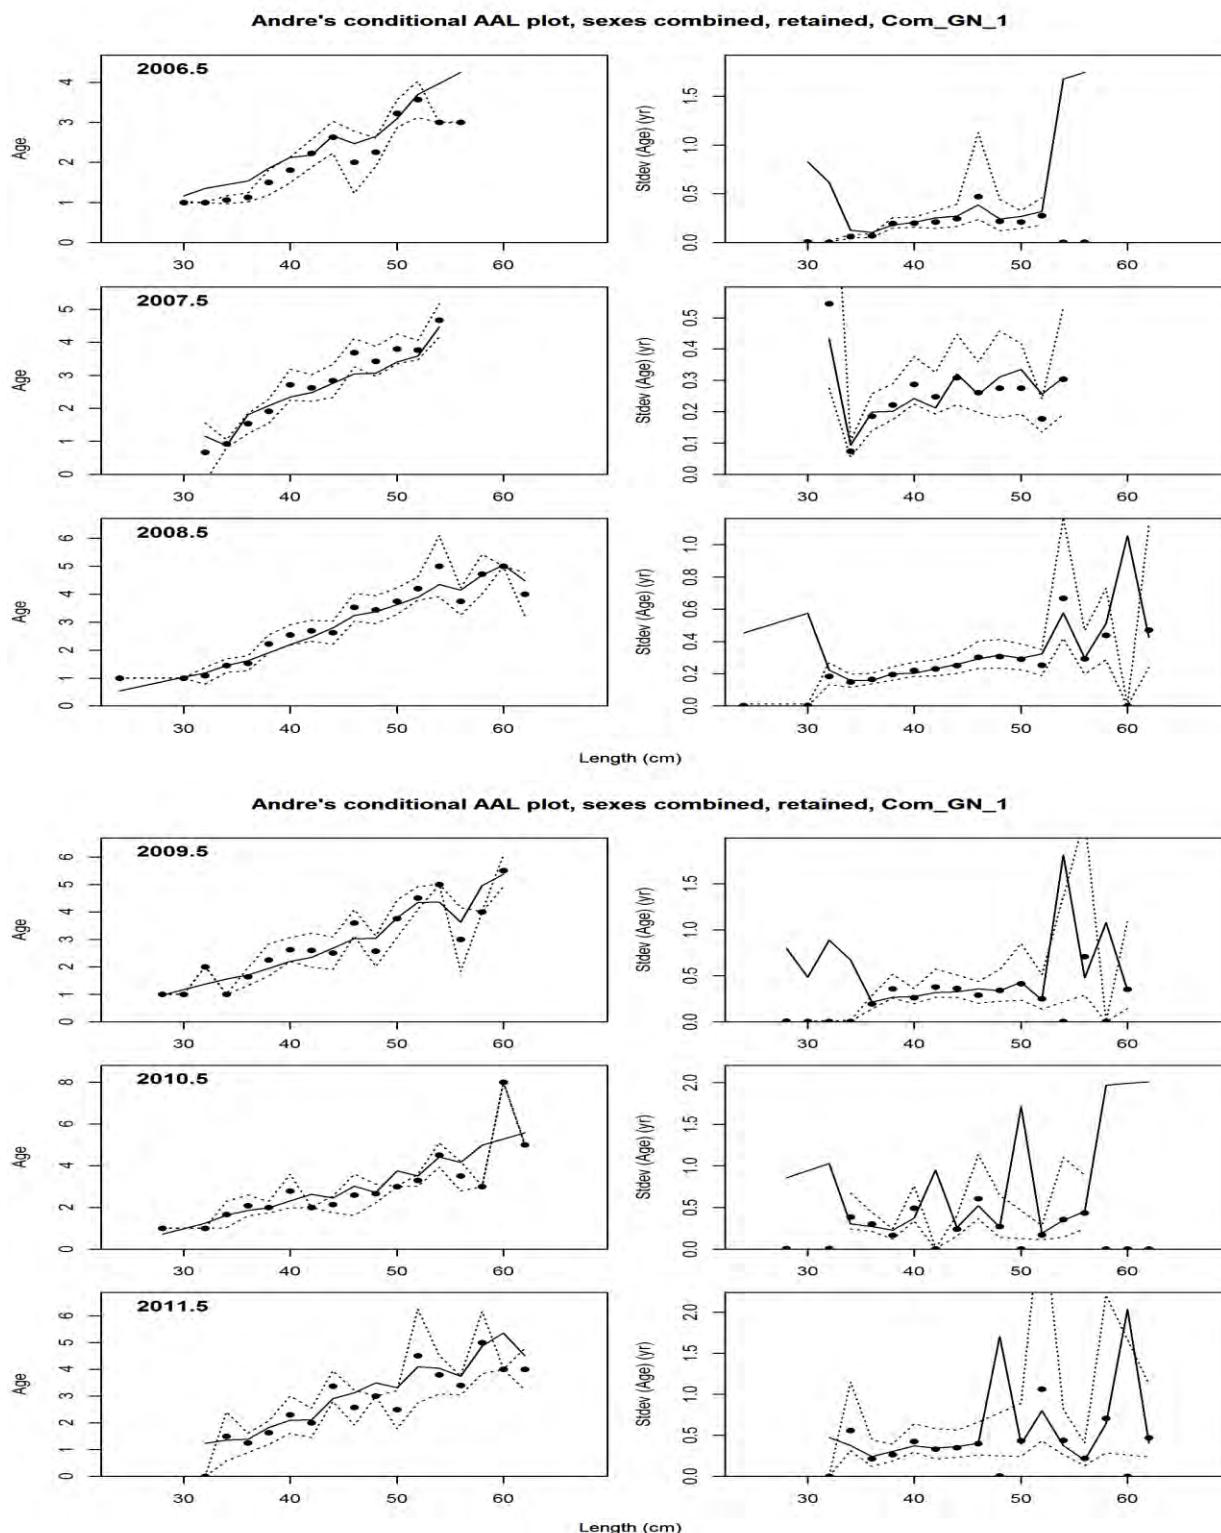 Andre's conditional AAL plot, sexes combined, retained, Com_GN_1
2006.5
Age
0 1 2 3 4
30 40 50 60
Stdev (Age) (yr)
0.0 0.5 1.0 1.5
30 40 50 60
2007.5
Age
0 1 2 3 4 5
30 40 50 60
Stdev (Age) (yr)
0.0 0.1 0.2 0.3 0.4 0.5
30 40 50 60
2008.5
Age
0 1 2 3 4 5 6
30 40 50 60
Stdev (Age) (yr)
0.0 0.2 0.4 0.6 0.8 1.0
30 40 50 60
Length (cm)
Andre's conditional AAL plot, sexes combined, retained, Com_GN_1
2009.5
Age
0 1 2 3 4 5 6
30 40 50 60
Stdev (Age) (yr)
0.0 0.5 1.0 1.5
30 40 50 60
2010.5
Age
0 2 4 6 8
30 40 50 60
Stdev (Age) (yr)
0.0 0.5 1.0 1.5 2.0
30 40 50 60
2011.5
Age
0 1 2 3 4 5 6
30 40 50 60
Stdev (Age) (yr)
0.0 0.5 1.0 1.5 2.0
30 40 50 60
Length (cm)